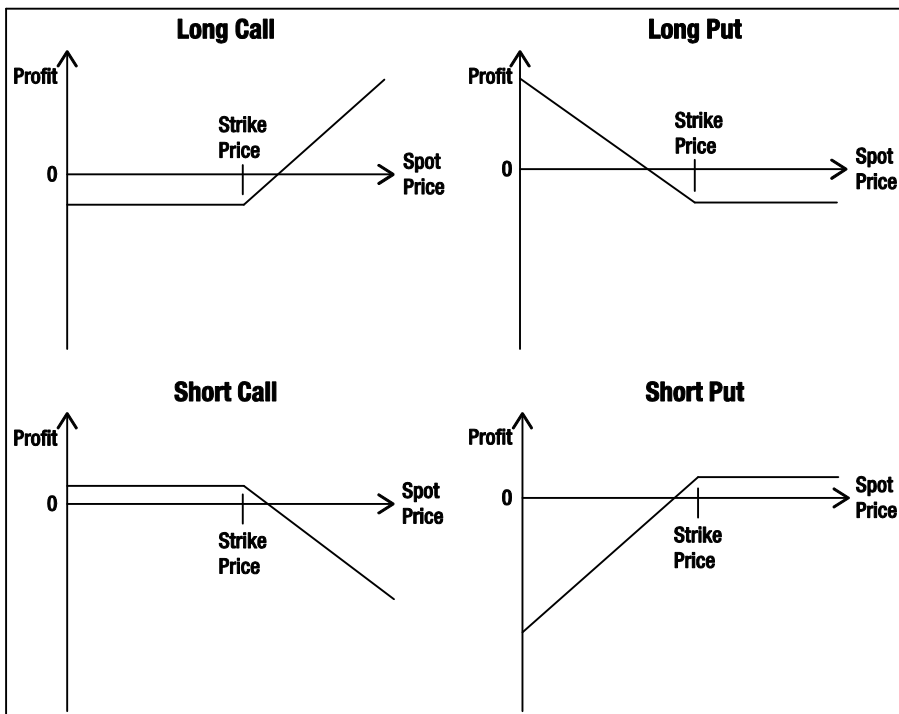 Long Call
Profit
Strike
Price
0
Spot
Price
Long Put
Profit
Strike
Price
0
Spot
Price
Short Call
Profit
0
Spot
Price
Strike
Price
Short Put
Profit
0
Spot
Price
Strike
Price